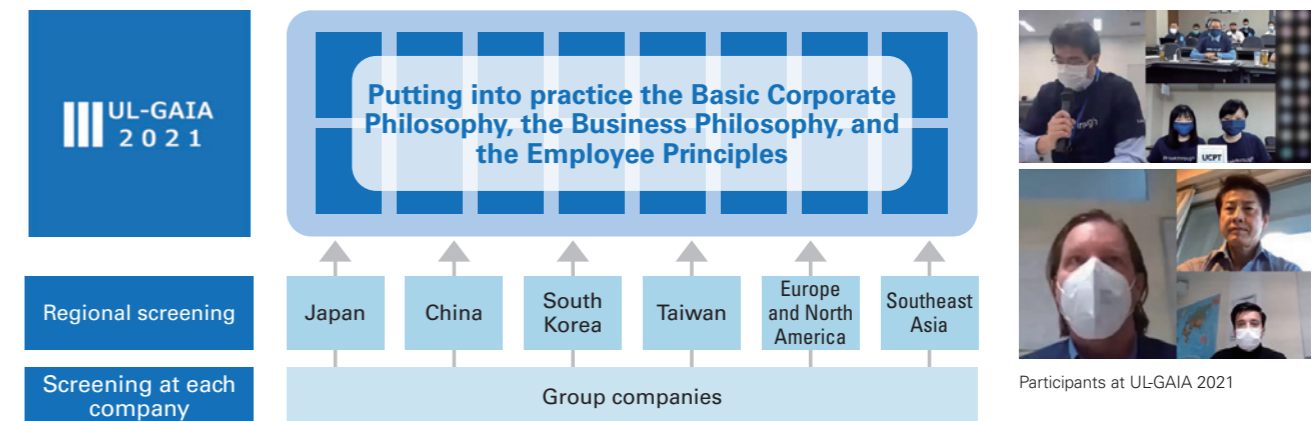 UL-GAIA
2021
Putting into practice the Basic Corporate
Philosophy, the Business Philosophy, and
the Employee Principles
Regional screening
Japan
China
South
Korea
Taiwan
Europe
and North
America
Southeast
Asia
Screening at each
company
Group companies
UCPT
Participants at UL-GAIA 2021